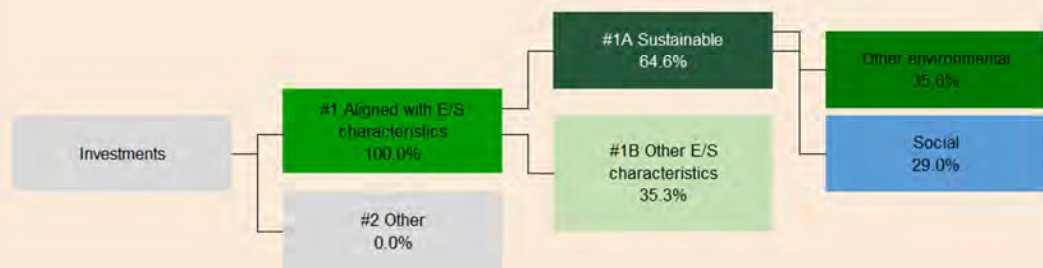 Investments
#1 Aligned with E/S
characteristics
100.0%
#2 Other
0.0%
#1A Sustainable
64.6%
#1B Other E/S
characteristics
35.3%
Other environmental
35.6%
Social
29.0%